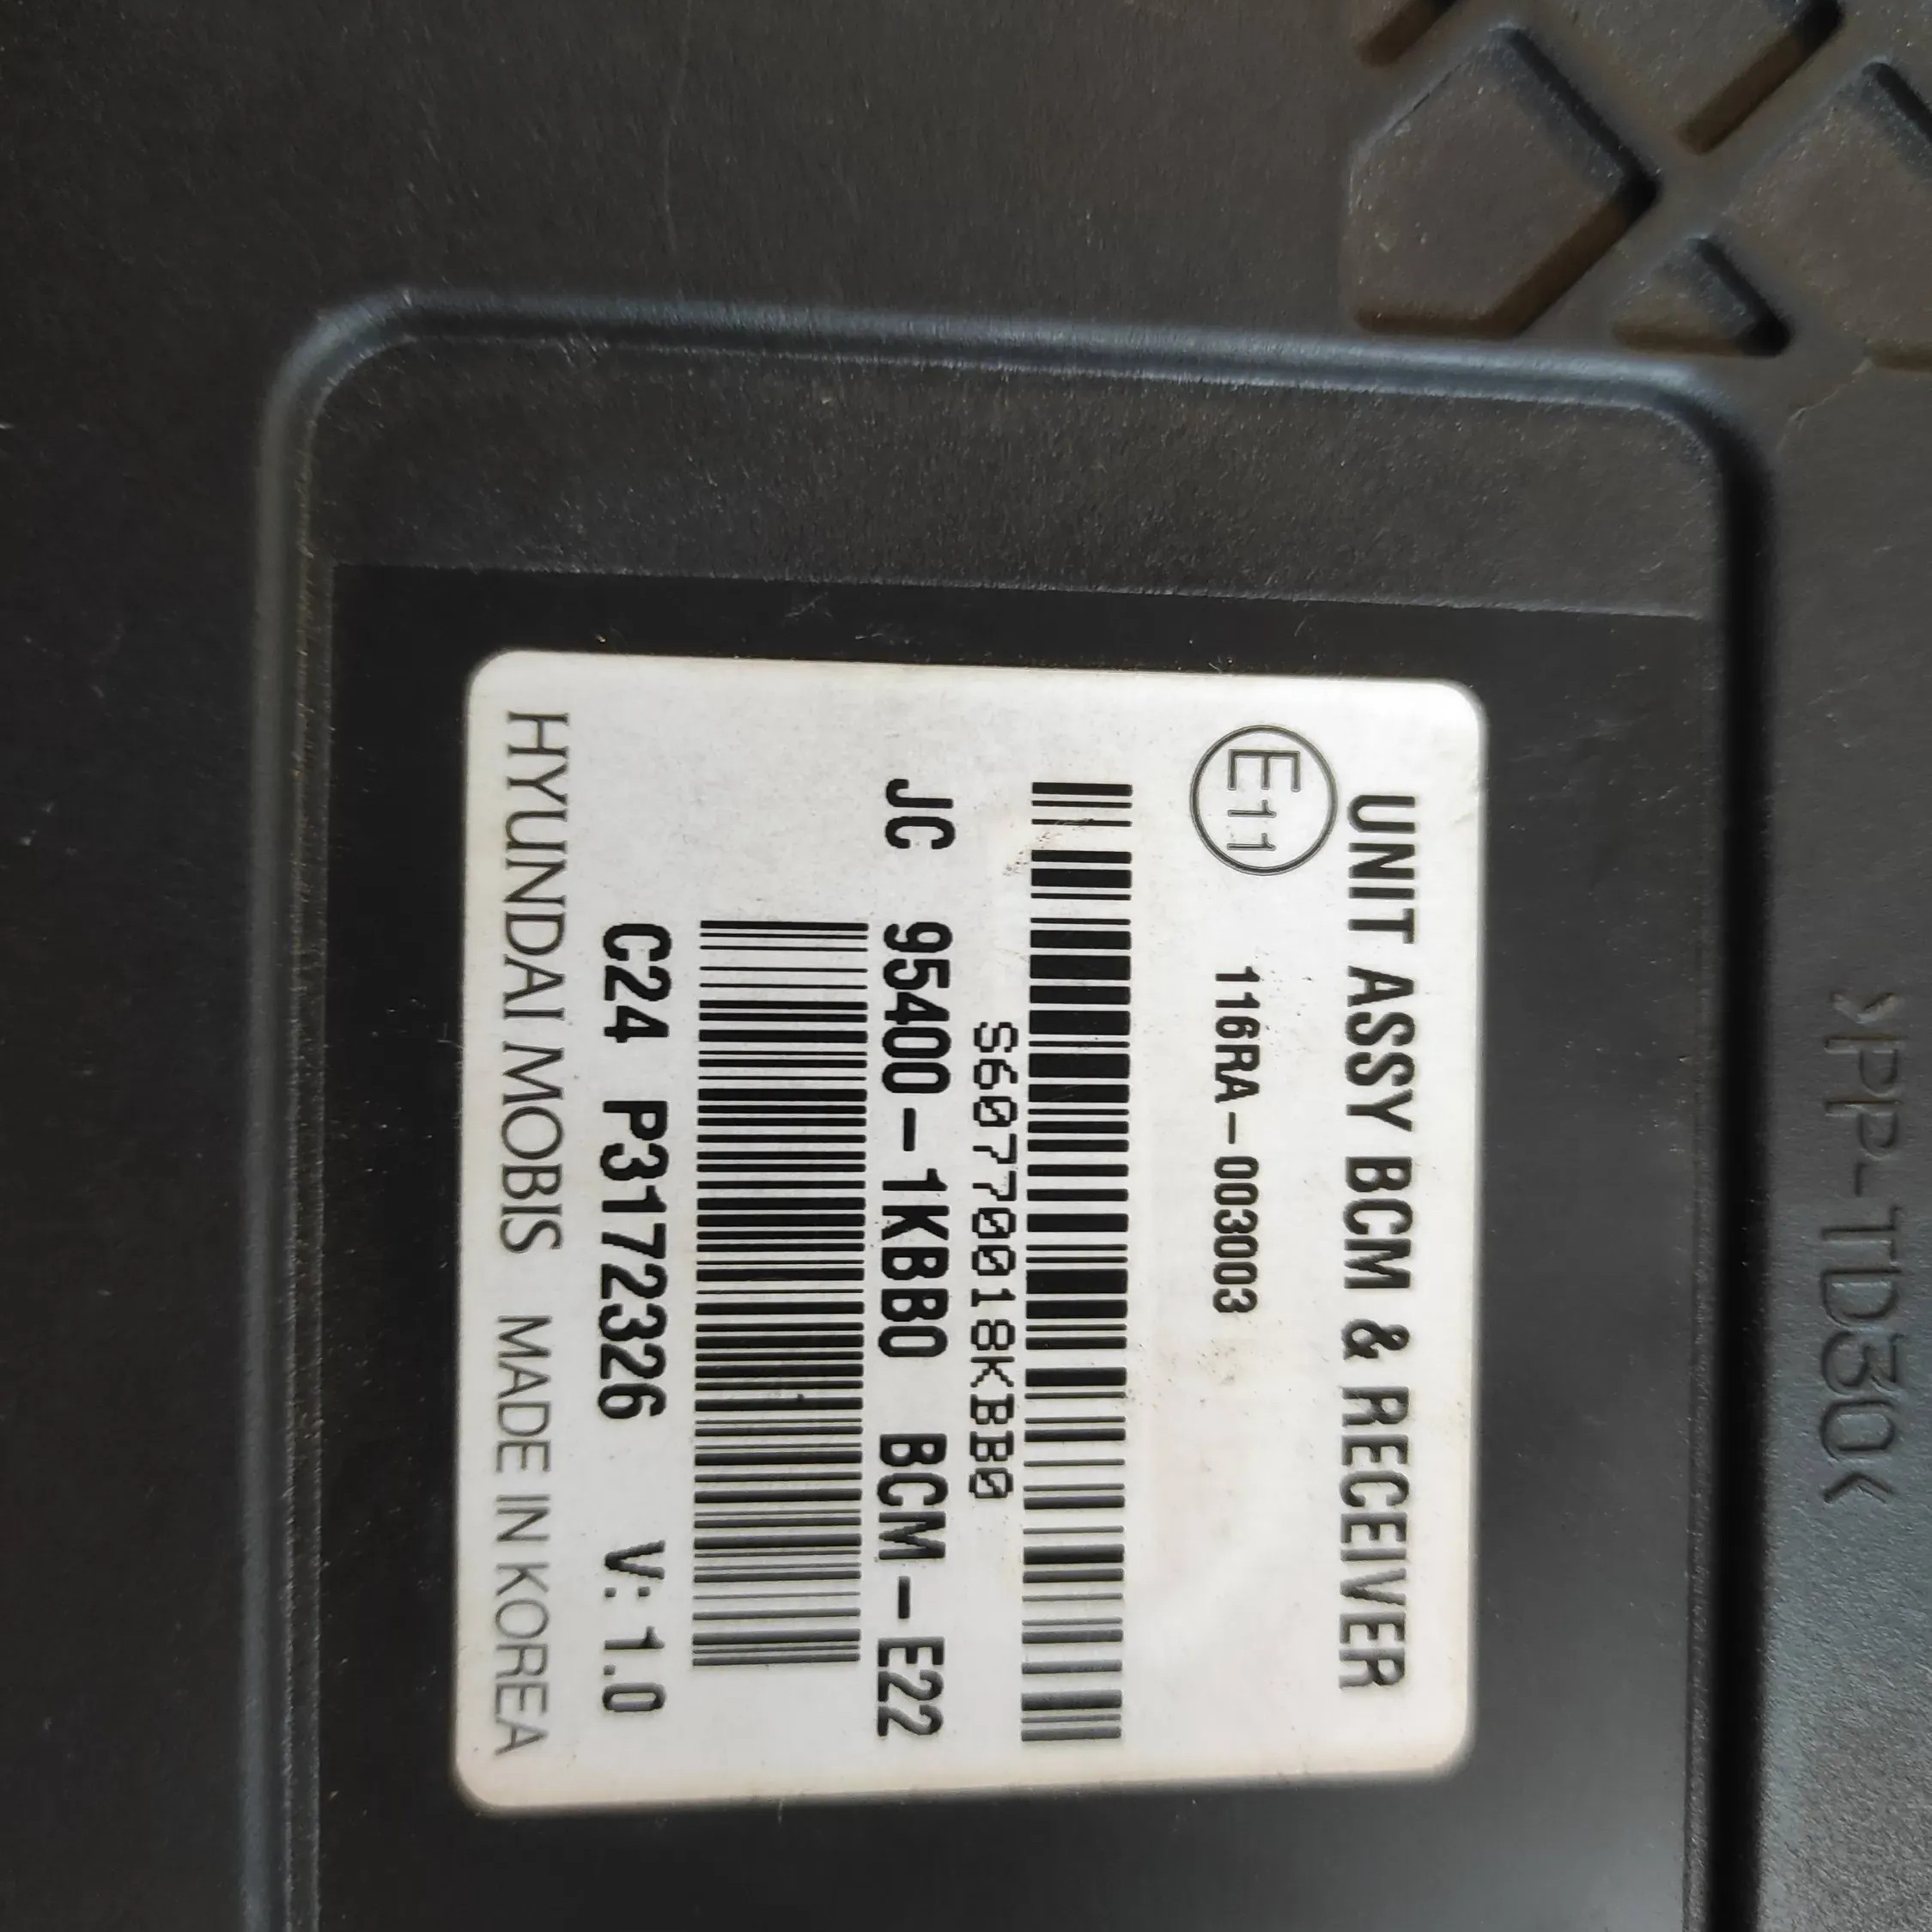 UNIT ASSY BCM & RECEIVER
E11 116RA-003003
S60770018KBB0
JC 95400-1KBB0 BCM-E22
C24 P3172326 V:1.0
HYUNDAI MOBIS MADE IN KOREA
>PP-TD30<